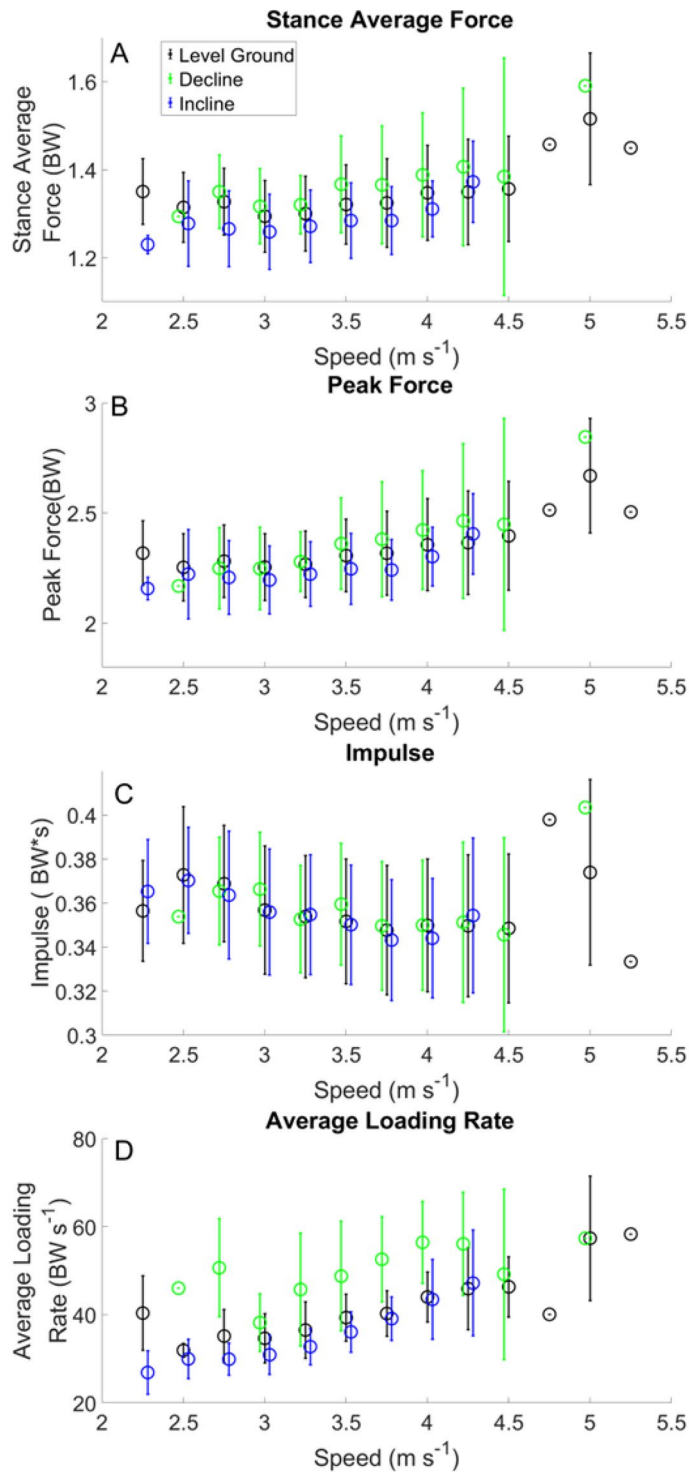 Stance Average Force
A
Level Ground
Decline
Incline
Stance Average
Force (BW)
1.6
1.4
1.2
2 2.5 3 3.5 4 4.5 5 5.5
Speed (m s⁻¹)
Peak Force
B
Peak Force(BW)
3
2.5
2
2 2.5 3 3.5 4 4.5 5 5.5
Speed (m s⁻¹)
Impulse
C
Impulse ( BW*s)
0.4
0.38
0.36
0.34
0.32
0.3
2 2.5 3 3.5 4 4.5 5 5.5
Speed (m s⁻¹)
Average Loading Rate
D
Average Loading
Rate (BW s⁻¹)
80
60
40
20
2 2.5 3 3.5 4 4.5 5 5.5
Speed (m s⁻¹)